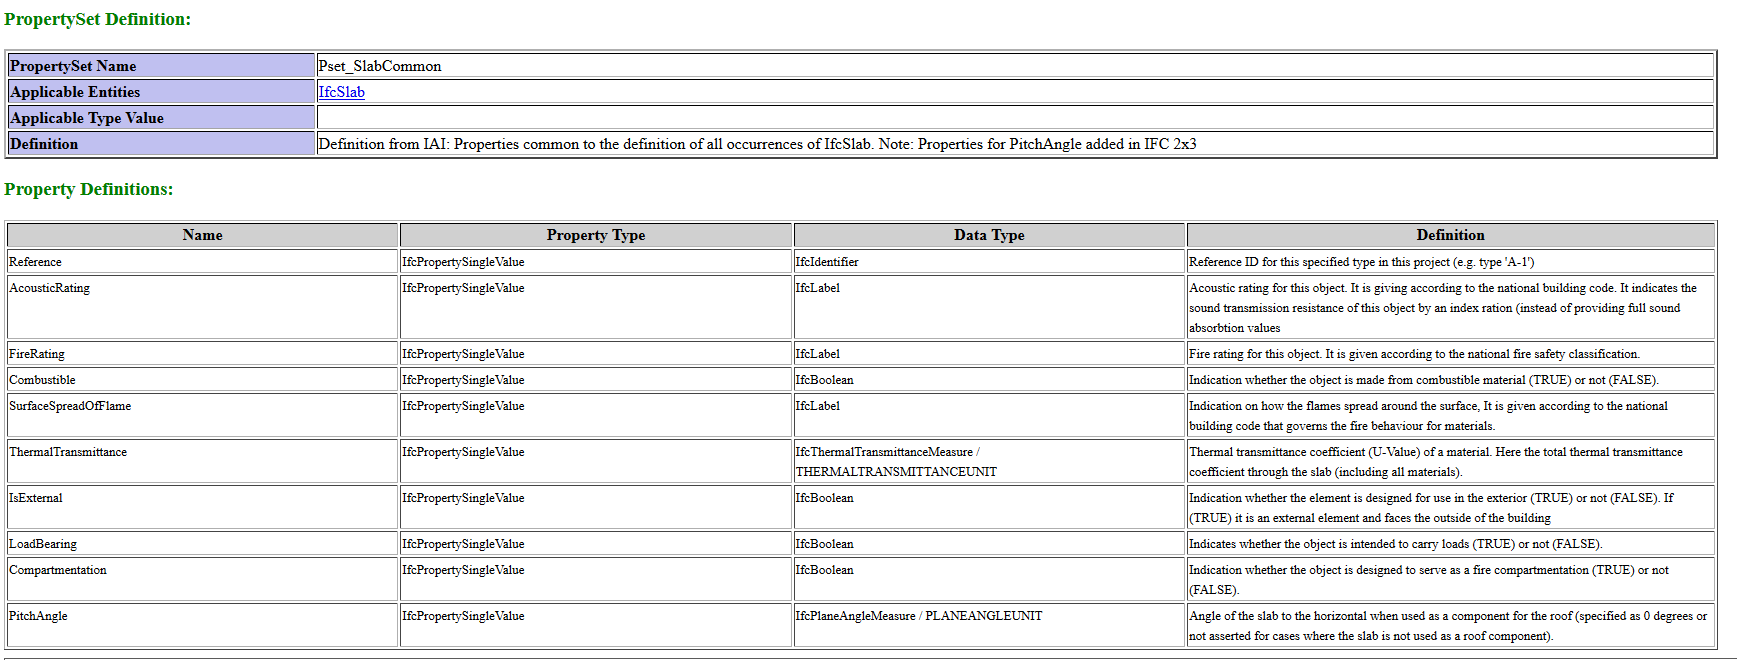 PropertySet Definition:
PropertySet Name Pset_SlabCommon
Applicable Entities IfcSlab
Applicable Type Value
Definition Definition from IAI: Properties common to the definition of all occurrences of IfcSlab. Note: Properties for PitchAngle added in IFC 2x3
Property Definitions:
Name Property Type Data Type Definition
Reference IfcPropertySingleValue IfcIdentifier Reference ID for this specified type in this project (e.g. type 'A-1')
AcousticRating IfcPropertySingleValue IfcLabel Acoustic rating for this object. It is giving according to the national building code. It indicates the
sound transmission resistance of this object by an index ration (instead of providing full sound
absorbtion values
FireRating IfcPropertySingleValue IfcLabel Fire rating for this object. It is given according to the national fire safety classification.
Combustible IfcPropertySingleValue IfcBoolean Indication whether the object is made from combustible material (TRUE) or not (FALSE).
SurfaceSpreadOfFlame IfcPropertySingleValue IfcLabel Indication on how the flames spread around the surface, It is given according to the national
building code that governs the fire behaviour for materials.
ThermalTransmittance IfcPropertySingleValue IfcThermalTransmittanceMeasure / Thermal transmittance coefficient (U-Value) of a material. Here the total thermal transmittance
THERMALTRANSMITTANCEUNIT coefficient through the slab (including all materials).
IsExternal IfcPropertySingleValue IfcBoolean Indication whether the element is designed for use in the exterior (TRUE) or not (FALSE). If
(TRUE) it is an external element and faces the outside of the building
LoadBearing IfcPropertySingleValue IfcBoolean Indicates whether the object is intended to carry loads (TRUE) or not (FALSE).
Compartmentation IfcPropertySingleValue IfcBoolean Indication whether the object is designed to serve as a fire compartmentation (TRUE) or not
(FALSE).
PitchAngle IfcPropertySingleValue IfcPlaneAngleMeasure / PLANEANGLEUNIT Angle of the slab to the horizontal when used as a component for the roof (specified as 0 degrees or
not asserted for cases where the slab is not used as a roof component).